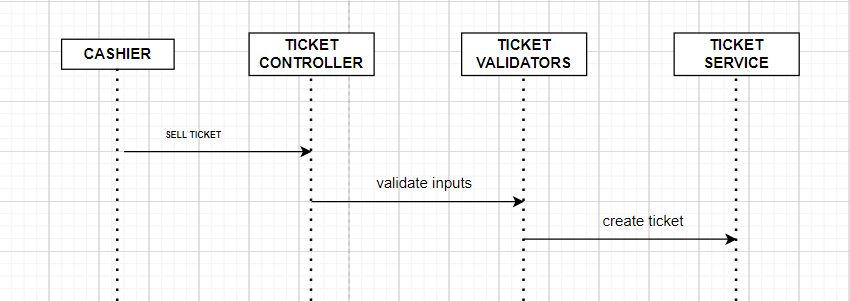 CASHIER
TICKET
CONTROLLER
TICKET
VALIDATORS
TICKET
SERVICE
SELL TICKET
validate inputs
create ticket